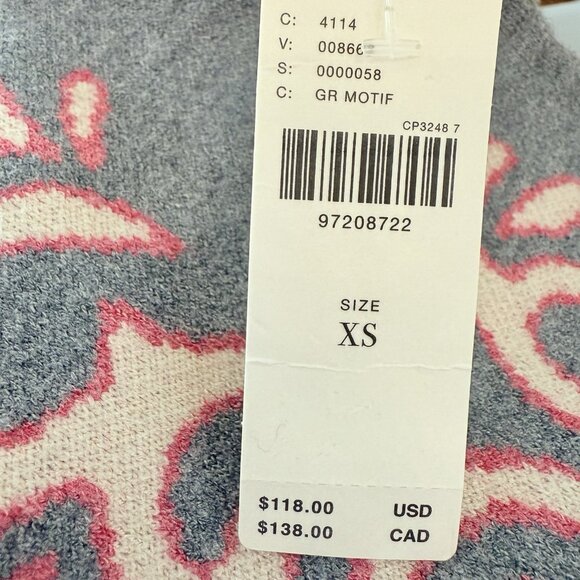 C: 4114
V: 00866
S: 0000058
C: GR MOTIF
CP3248 7
97208722
SIZE
XS
$118.00 USD
$138.00 CAD